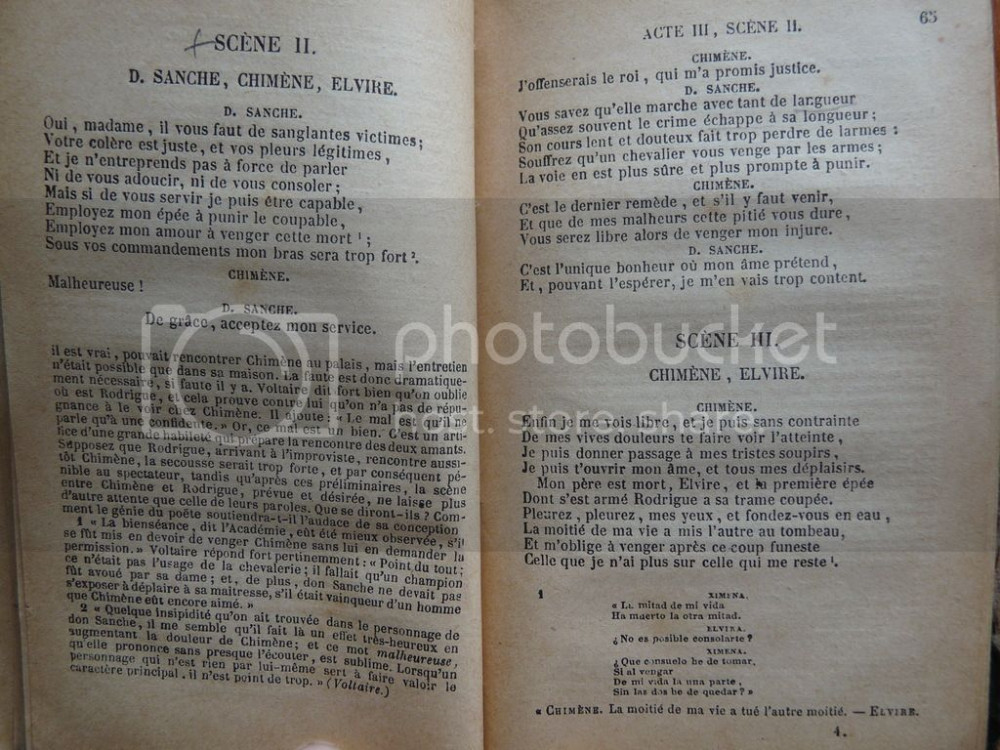 SCÈNE II.
D. SANCHE, CHIMÈNE, ELVIRE.
D. SANCHE.
Oui, madame, il vous faut de sanglantes victimes;
Votre colère est juste, et vos pleurs légitimes,
Et je n'entreprends pas à force de parler
Ni de vous adoucir, ni de vous consoler;
Mais si de vous servir je puis être capable,
Employez mon épée à punir le coupable,
Employez mon amour à venger cette mort ¹;
Sous vos commandements mon bras sera trop fort ².
CHIMÈNE.
Malheureuse !
D. SANCHE.
De grâce, acceptez mon service.
il est vrai, pouvait rencontrer Chimène au palais, mais l'entretien
n'était possible que dans sa maison. La faute est donc dramatique-
ment nécessaire, si faute il y a. Voltaire dit fort bien qu'on oublie
où est Rodrigue, et cela prouve contre lui qu'on n'a pas de répu-
gnance à le voir chez Chimène. Il ajoute : « Le mal est qu'il ne
parle qu'à une confidente. » Or, ce mal est un bien. C'est un arti-
fice d'une grande habileté qui prépare la rencontre des deux amants.
Supposez que Rodrigue, arrivant à l'improviste, rencontre aussi-
tôt Chimène, la secousse serait trop forte, et par conséquent pé-
nible au spectateur, tandis qu'après ces préliminaires, la scène
entre Chimène et Rodrigue, prévue et désirée, ne laisse plus
d'autre attente que celle de leurs paroles. Que se diront-ils ? Com-
ment le génie du poëte soutiendra-t-il l'audace de sa conception
1 « La bienséance, dit l'Académie, eût été mieux observée, s'il
se fût mis en devoir de venger Chimène sans lui en demander la
permission. » Voltaire répond fort pertinemment : « Point du tout;
ce n'était pas l'usage de la chevalerie; il fallait qu'un champion
fût avoué par sa dame; et, de plus, don Sanche ne devait pas
s'exposer à déplaire à sa maîtresse, s'il était vainqueur d'un homme
que Chimène eût encore aimé. »
2 « Quelque insipidité qu'on ait trouvée dans le personnage de
don Sanche, il me semble qu'il fait là un effet très-heureux en
augmentant la douleur de Chimène; et ce mot malheureuse,
qu'elle prononce sans presque l'écouter, est sublime. Lorsqu'un
personnage qui n'est rien par lui-même sert à faire valoir le
caractère principal, il n'est point de trop. » (Voltaire.)
ACTE III, SCÈNE II. 65
CHIMÈNE.
J'offenserais le roi, qui m'a promis justice.
D. SANCHE.
Vous savez qu'elle marche avec tant de langueur
Qu'assez souvent le crime échappe à sa longueur;
Son cours lent et douteux fait trop perdre de larmes :
Souffrez qu'un chevalier vous venge par les armes;
La voie en est plus sûre et plus prompte à punir.
CHIMÈNE.
C'est le dernier remède, et s'il y faut venir,
Et que de mes malheurs cette pitié vous dure,
Vous serez libre alors de venger mon injure.
D. SANCHE.
C'est l'unique bonheur où mon âme prétend,
Et, pouvant l'espérer, je m'en vais trop content.
SCÈNE III.
CHIMÈNE, ELVIRE.
CHIMÈNE.
Enfin je me vois libre, et je puis sans contrainte
De mes vives douleurs te faire voir l'atteinte,
Je puis donner passage à mes tristes soupirs,
Je puis t'ouvrir mon âme, et tous mes déplaisirs.
Mon père est mort, Elvire, et la première épée
Dont s'est armé Rodrigue a sa trame coupée.
Pleurez, pleurez, mes yeux, et fondez-vous en eau,
La moitié de ma vie a mis l'autre au tombeau,
Et m'oblige à venger après ce coup funeste
Celle que je n'ai plus sur celle qui me reste ¹.
1 XIMENA.
« La mitad de mi vida
Ha muerto la otra mitad.
ELVIRA.
¿No es posible consolarte ?
XIMENA.
¿Que consuelo he de tomar,
Si al vengar
De mi vida la una parte,
Sin las dos he de quedar? »
« CHIMÈNE. La moitié de ma vie a tué l'autre moitié. — ELVIRE.
4.
photobucket